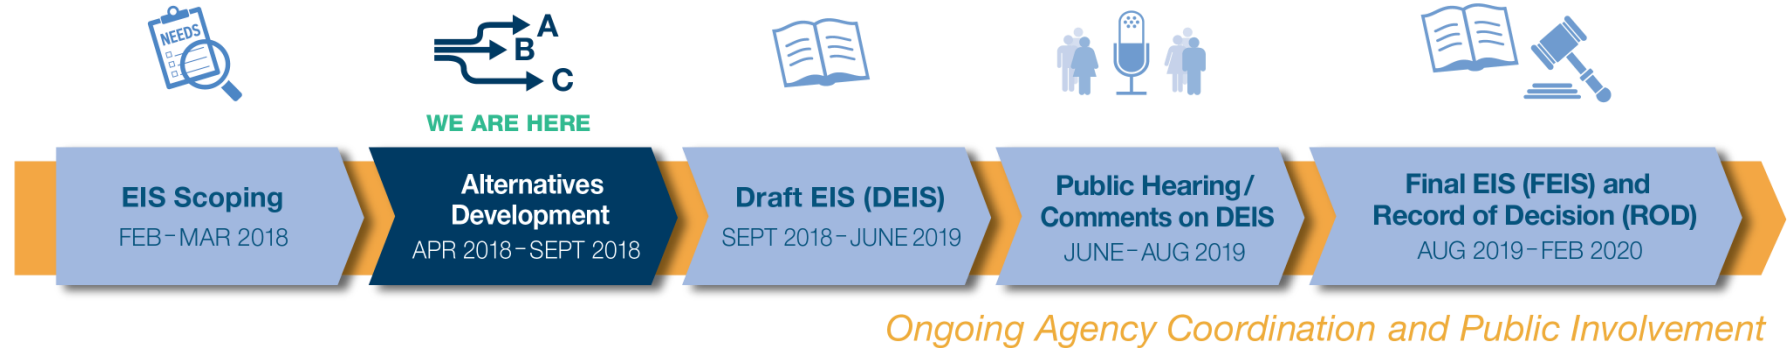 NEEDS
A
B
C
WE ARE HERE
EIS Scoping
FEB–MAR 2018
Alternatives
Development
APR 2018–SEPT 2018
Draft EIS (DEIS)
SEPT 2018–JUNE 2019
Public Hearing/
Comments on DEIS
JUNE–AUG 2019
Final EIS (FEIS) and
Record of Decision (ROD)
AUG 2019–FEB 2020
Ongoing Agency Coordination and Public Involvement